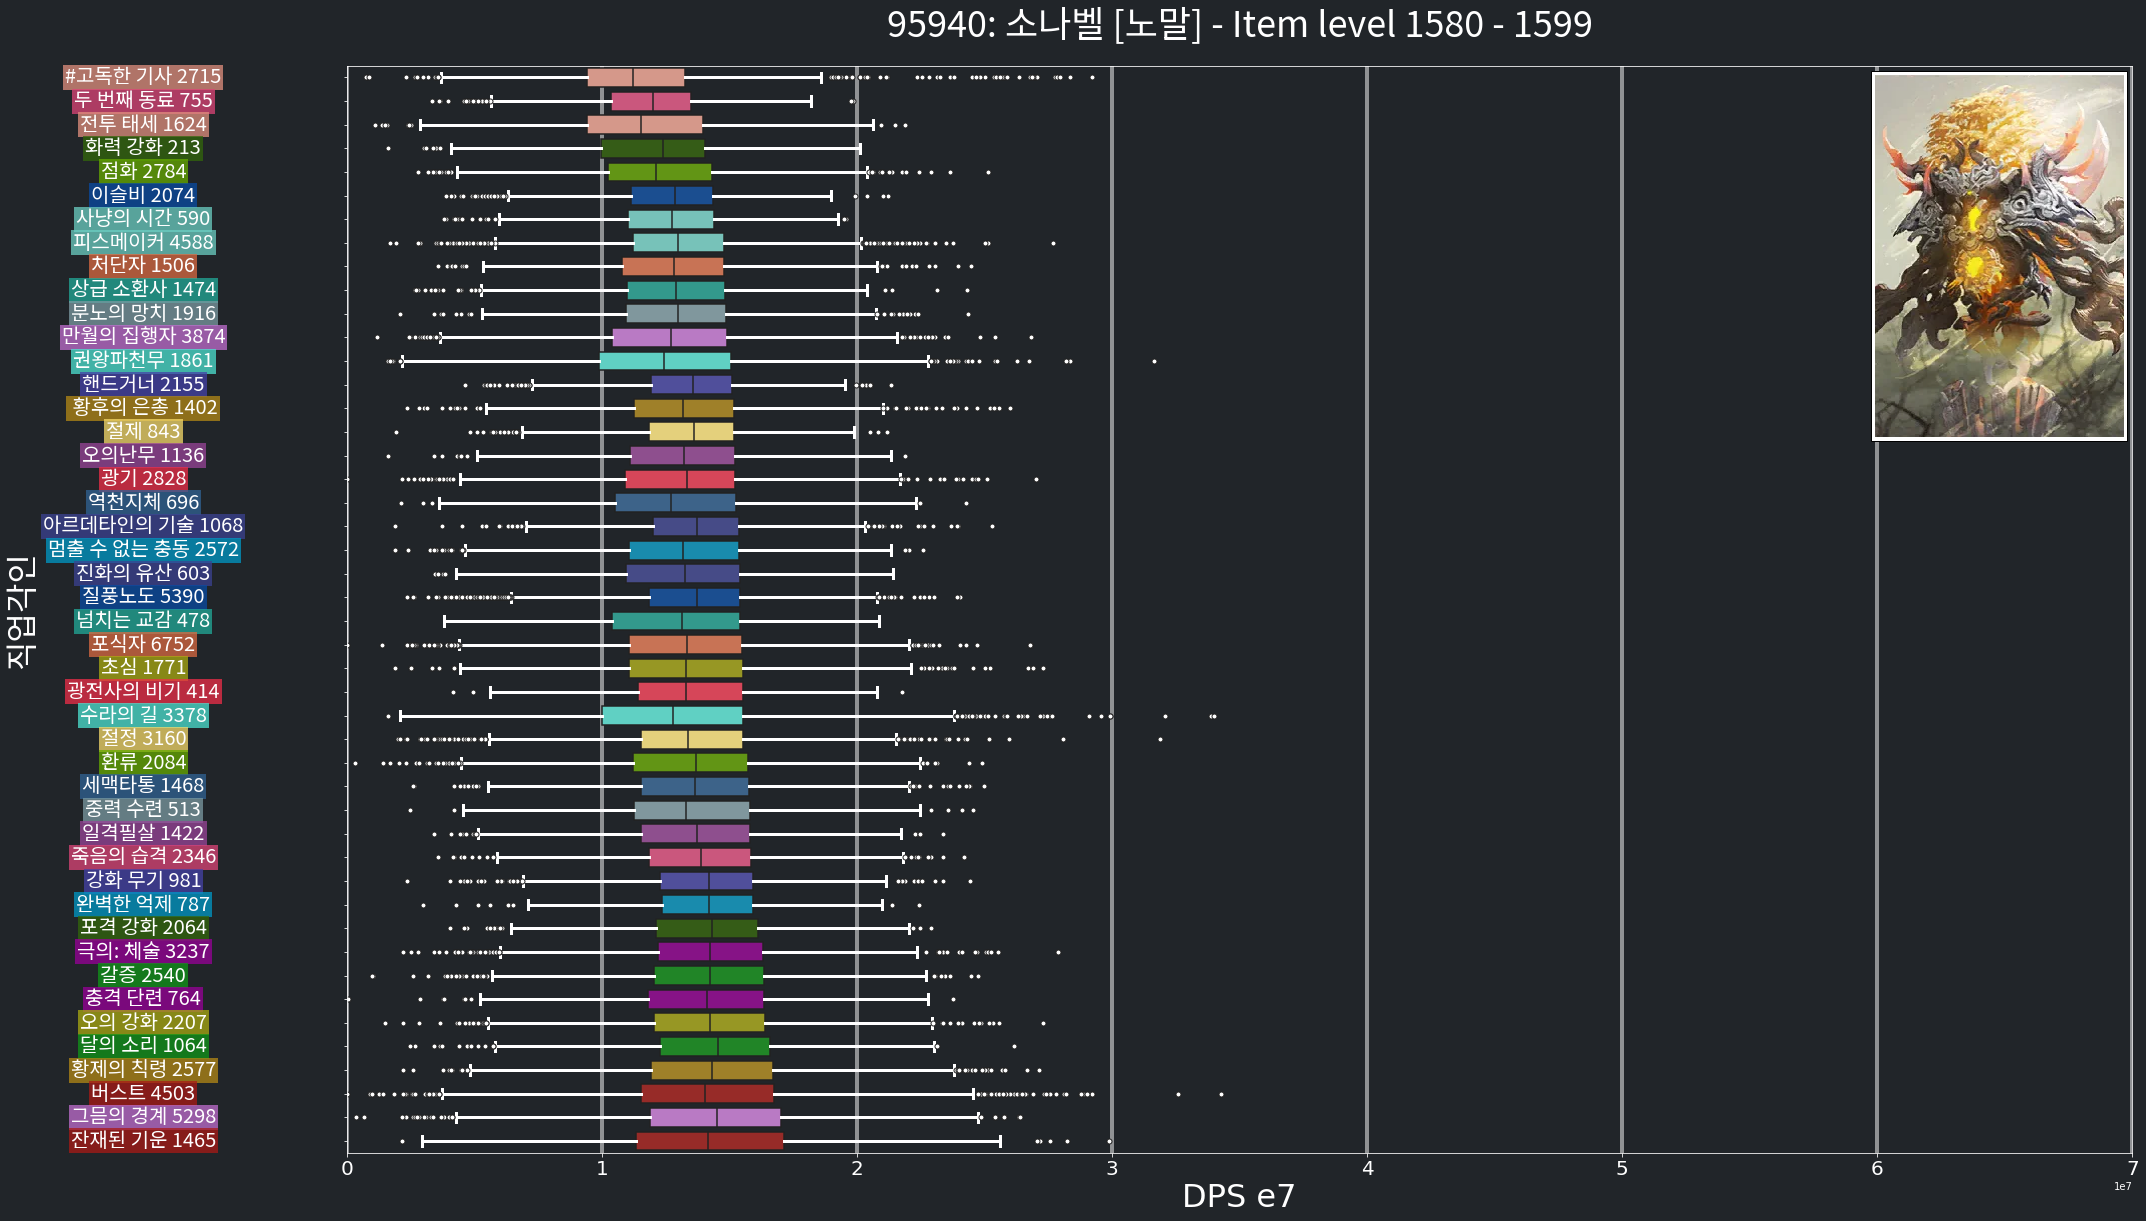 95940: 소나벨 [노말] - Item level 1580 - 1599
#고독한 기사 2715
두 번째 동료 755
전투 태세 1624
화력 강화 213
점화 2784
이슬비 2074
사냥의 시간 590
피스메이커 4588
처단자 1506
상급 소환사 1474
분노의 망치 1916
만월의 집행자 3874
권왕파천무 1861
핸드거너 2155
황후의 은총 1402
절제 843
오의난무 1136
광기 2828
역천지체 696
아르데타인의 기술 1068
멈출 수 없는 충동 2572
진화의 유산 603
질풍노도 5390
넘치는 교감 478
포식자 6752
초심 1771
광전사의 비기 414
수라의 길 3378
절정 3160
환류 2084
세맥타통 1468
중력 수련 513
일격필살 1422
죽음의 습격 2346
강화 무기 981
완벽한 억제 787
포격 강화 2064
극의: 체술 3237
갈증 2540
충격 단련 764
오의 강화 2207
달의 소리 1064
황제의 칙령 2577
버스트 4503
그믐의 경계 5298
잔재된 기운 1465
직업각인
0 1 2 3 4 5 6 7
1e7
DPS e7